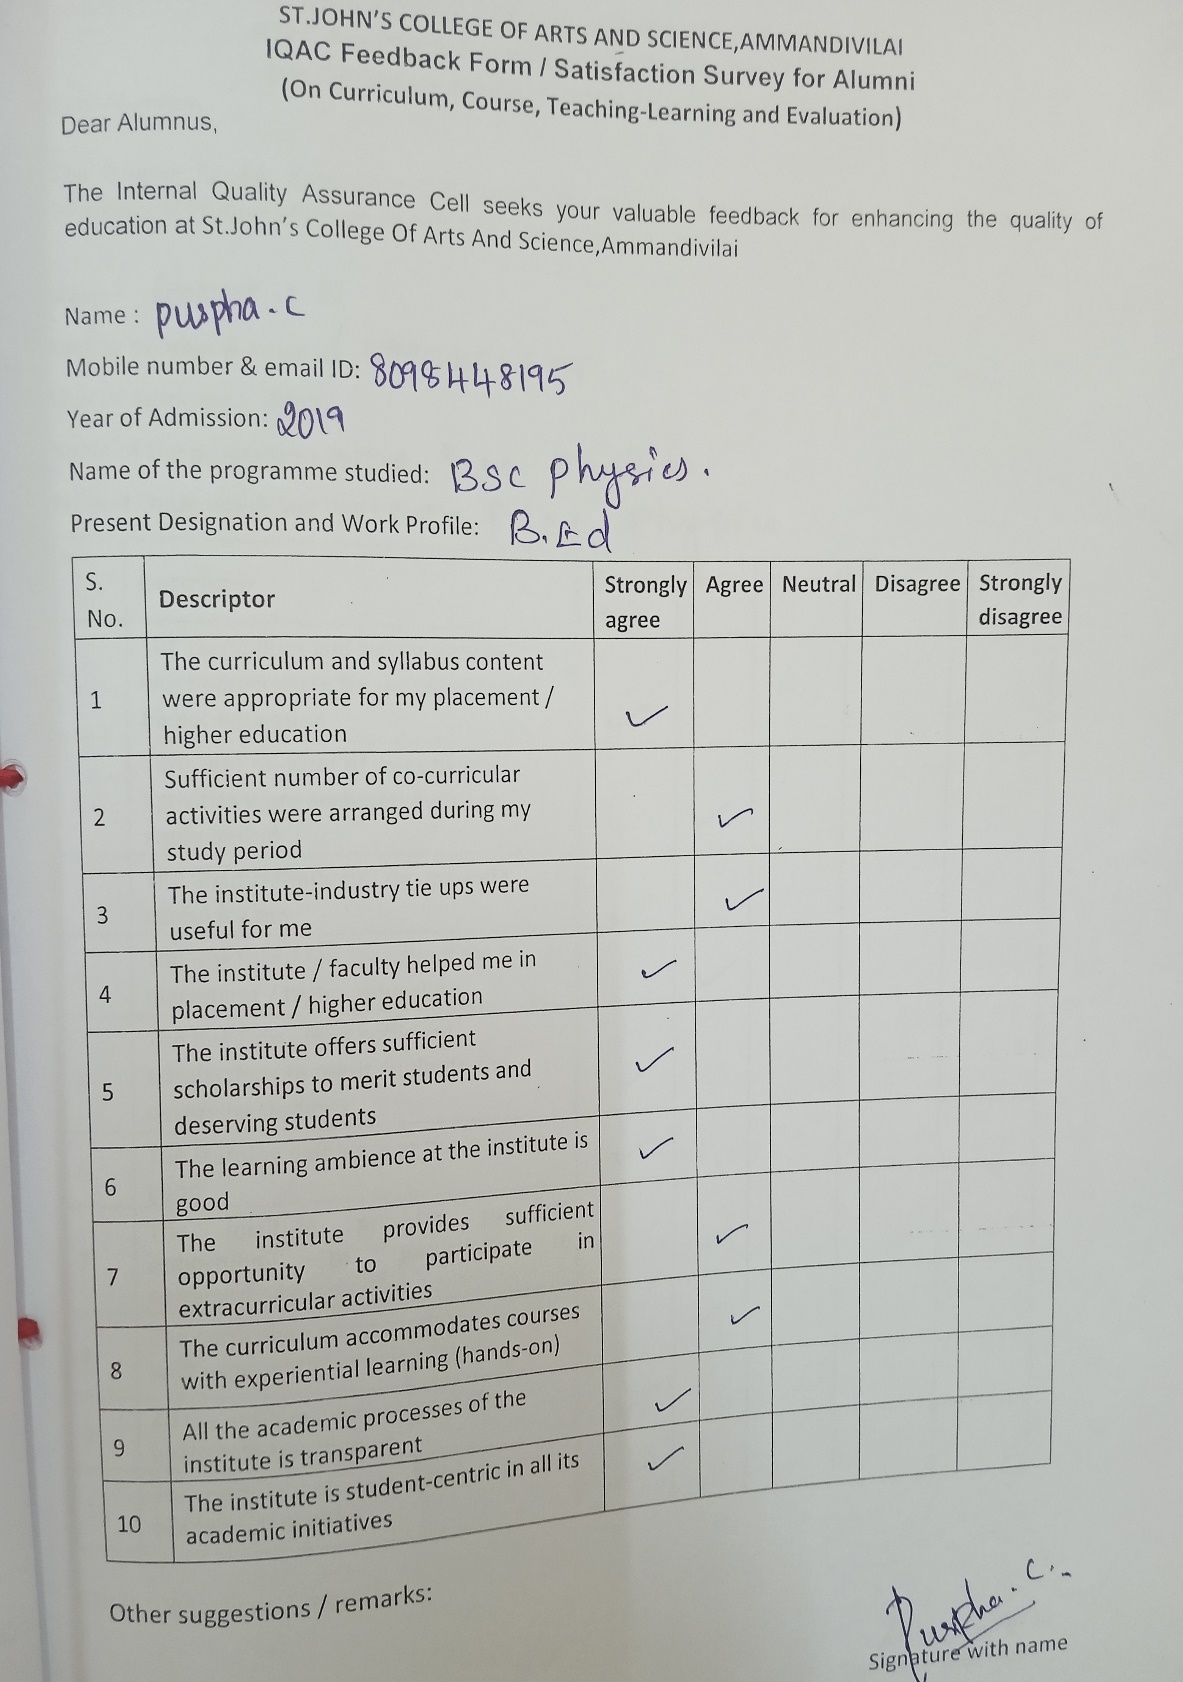 ST.JOHN'S COLLEGE OF ARTS AND SCIENCE,AMMANDIVILAI
IQAC Feedback Form / Satisfaction Survey for Alumni
(On Curriculum, Course, Teaching-Learning and Evaluation)
Dear Alumnus,
The Internal Quality Assurance Cell seeks your valuable feedback for enhancing the quality of
education at St.John's College Of Arts And Science,Ammandivilai
Name : puspha . C
Mobile number & email ID: 8098448195
Year of Admission: 2019
Name of the programme studied: BSC physics.
Present Designation and Work Profile: B.Ed
S. No. Descriptor Strongly agree Agree Neutral Disagree Strongly disagree
1 The curriculum and syllabus content
were appropriate for my placement /
higher education ✓
2 Sufficient number of co-curricular
activities were arranged during my
study period ✓
3 The institute-industry tie ups were
useful for me ✓
4 The institute / faculty helped me in
placement / higher education ✓
5 The institute offers sufficient
scholarships to merit students and
deserving students ✓
6 The learning ambience at the institute is
good ✓
7 The institute provides sufficient
opportunity to participate in
extracurricular activities ✓
8 The curriculum accommodates courses
with experiential learning (hands-on) ✓
9 All the academic processes of the
institute is transparent ✓
10 The institute is student-centric in all its
academic initiatives ✓
Other suggestions / remarks:
Puspha . C.
Signature with name